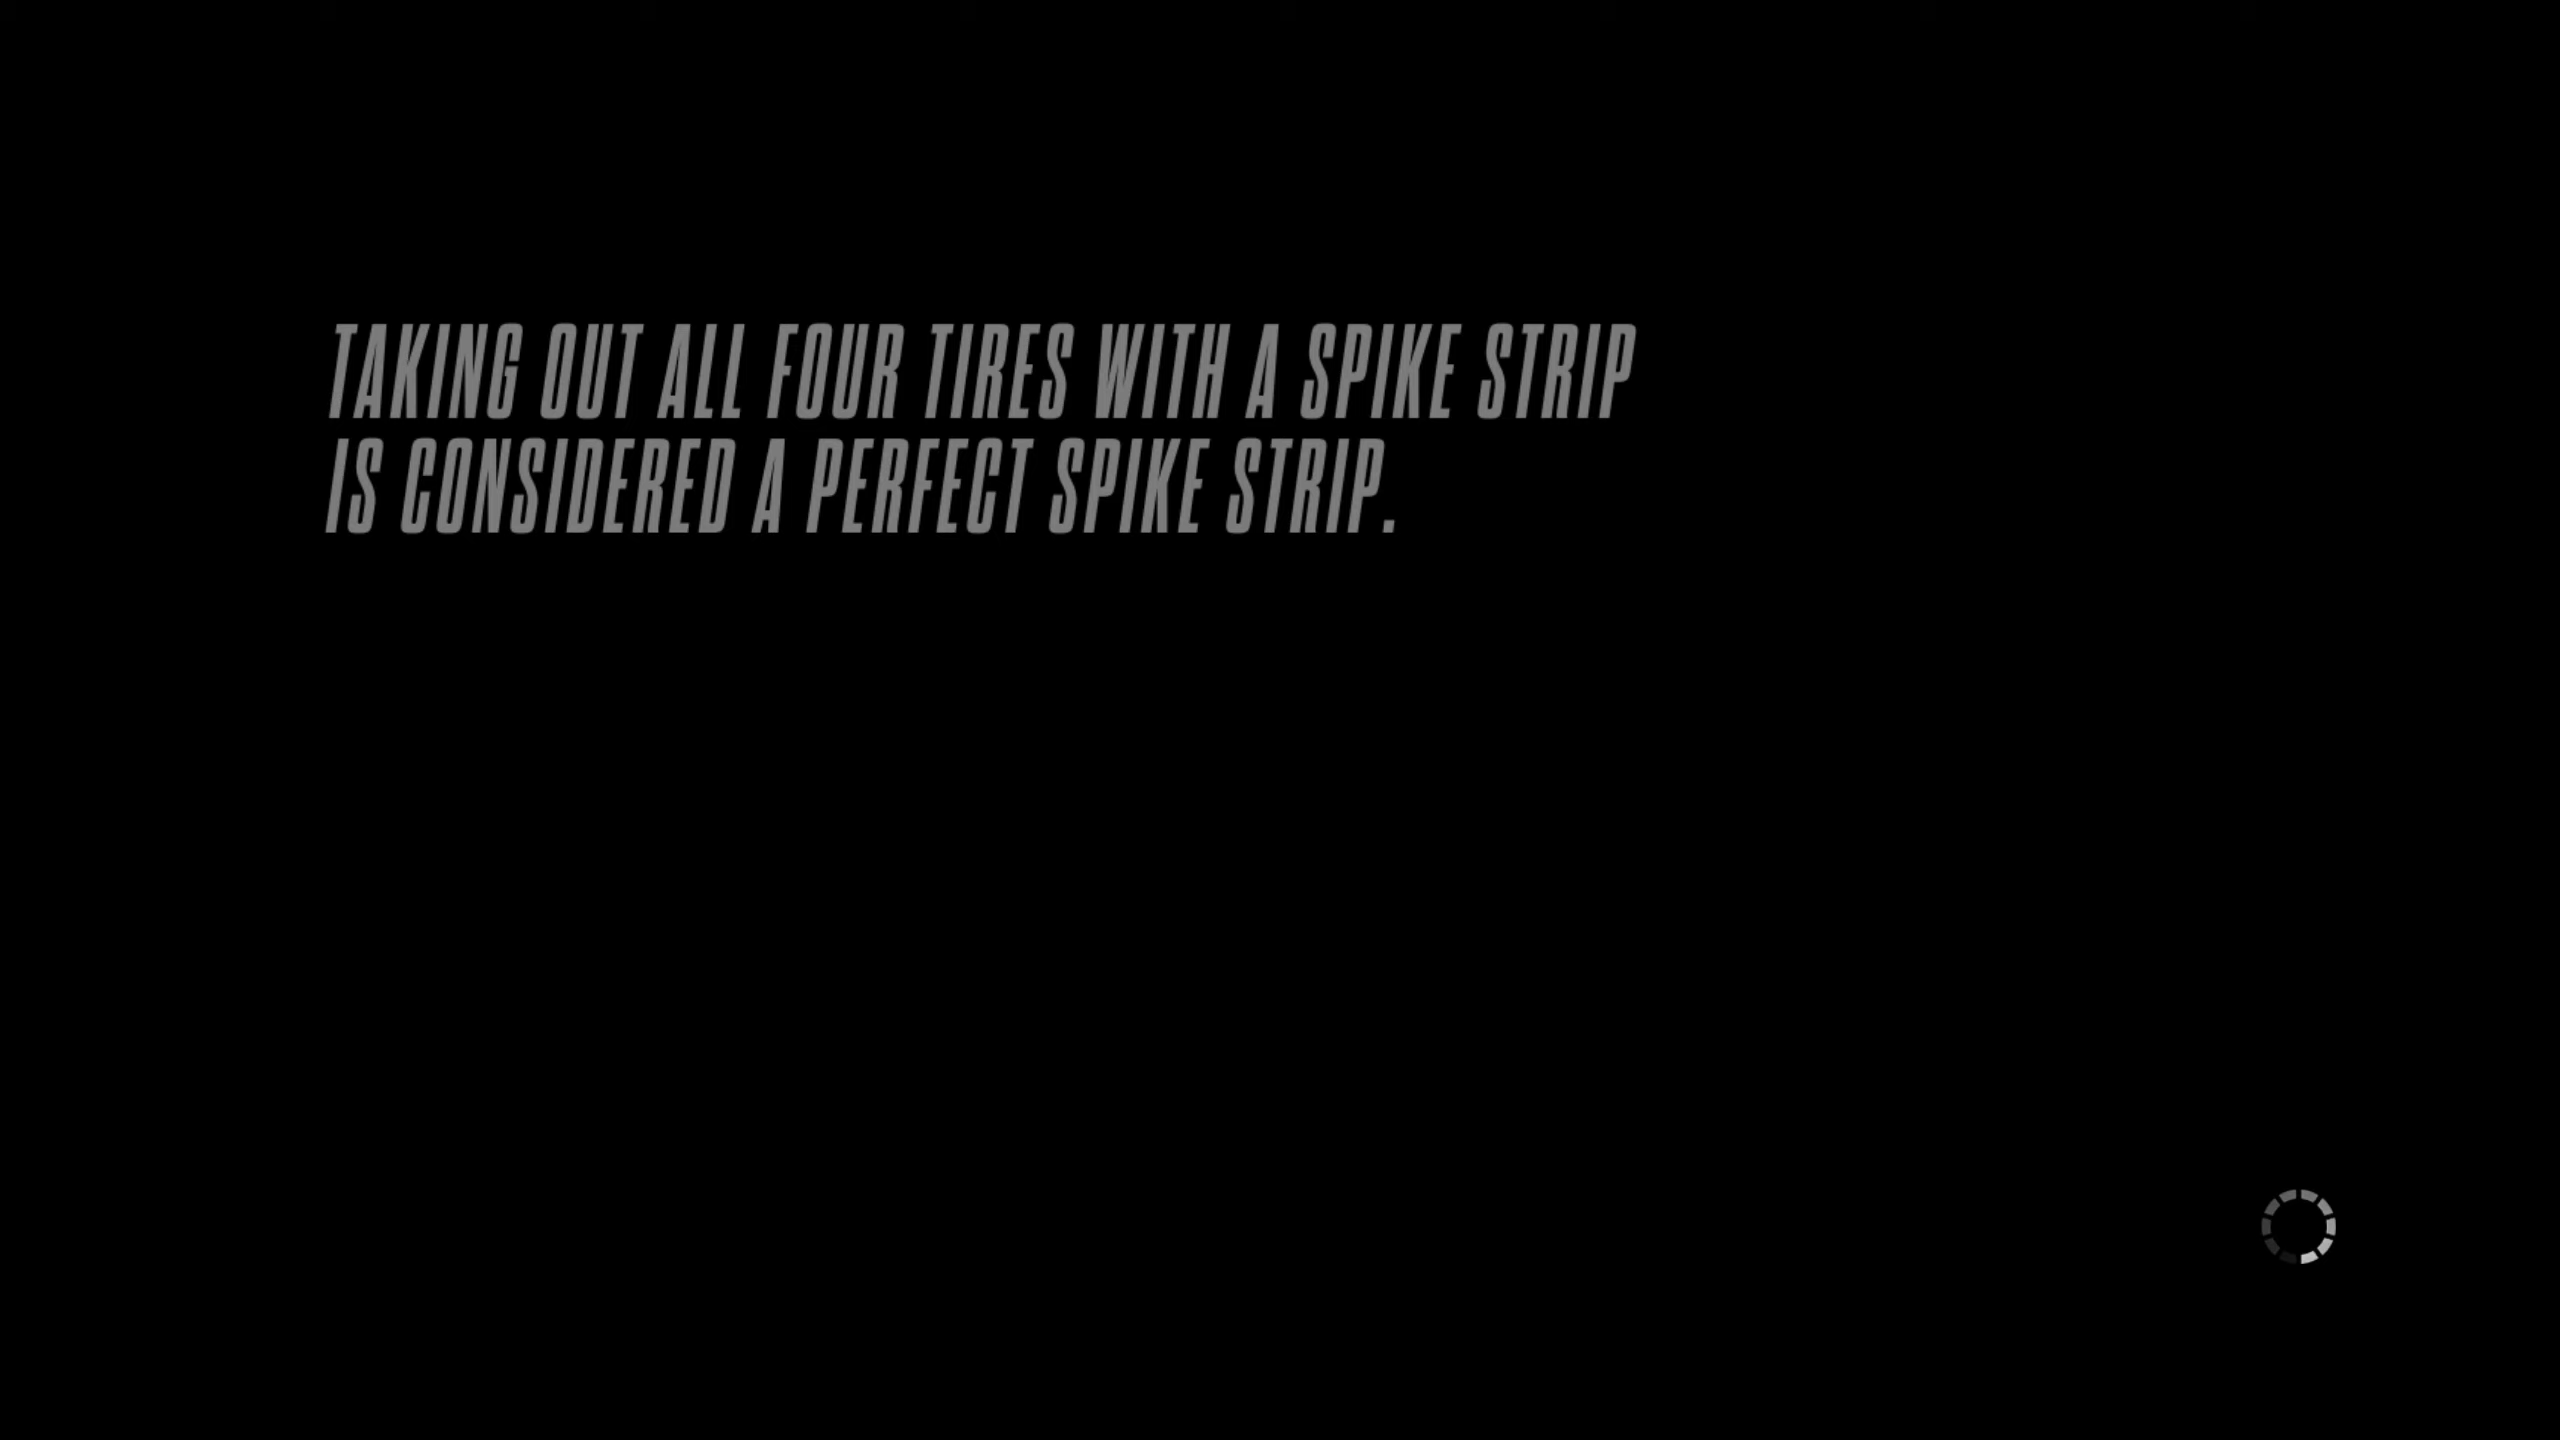 TAKING OUT ALL FOUR TIRES WITH A SPIKE STRIP
IS CONSIDERED A PERFECT SPIKE STRIP.